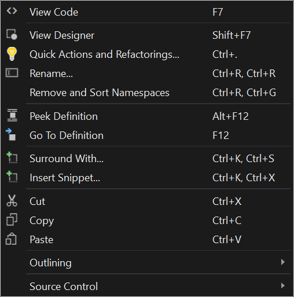 View Code F7
View Designer Shift+F7
Quick Actions and Refactorings... Ctrl+.
Rename... Ctrl+R, Ctrl+R
Remove and Sort Namespaces Ctrl+R, Ctrl+G
Peek Definition Alt+F12
Go To Definition F12
Surround With... Ctrl+K, Ctrl+S
Insert Snippet... Ctrl+K, Ctrl+X
Cut Ctrl+X
Copy Ctrl+C
Paste Ctrl+V
Outlining
Source Control